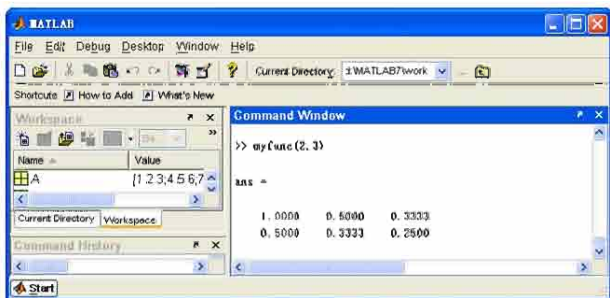 MATLAB
File Edit Debug Desktop Window Help
? Current Directory: :\MATLAB7\work
Shortcuts How to Add What's New
Workspace
Name Value
A [1 2 3;4 5 6;7
Current Directory Workspace
Command History
Command Window
>> myfunc(2,3)
ans =
1.0000 0.5000 0.3333
0.5000 0.3333 0.2500
Start